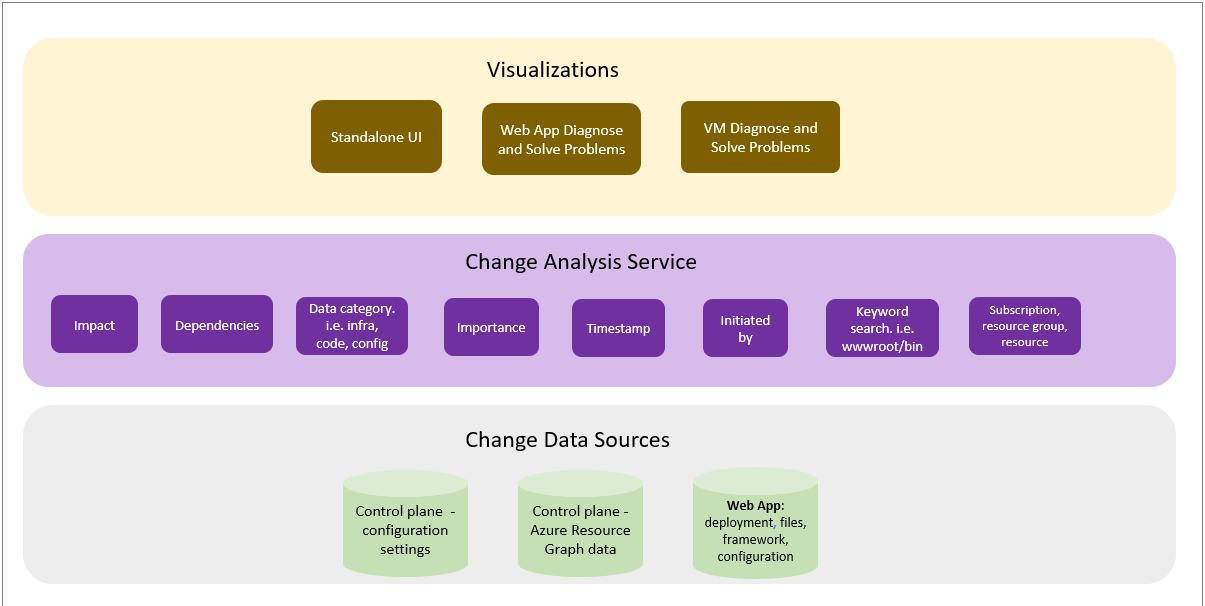 Visualizations
Standalone UI
Web App Diagnose
and Solve Problems
VM Diagnose and
Solve Problems
Change Analysis Service
Impact
Dependencies
Data category.
i.e. infra,
code, config
Importance
Timestamp
Initiated
by
Keyword
search. i.e.
wwwroot/bin
Subscription,
resource group,
resource
Change Data Sources
Control plane -
configuration
settings
Control plane -
Azure Resource
Graph data
Web App:
deployment, files,
framework,
configuration